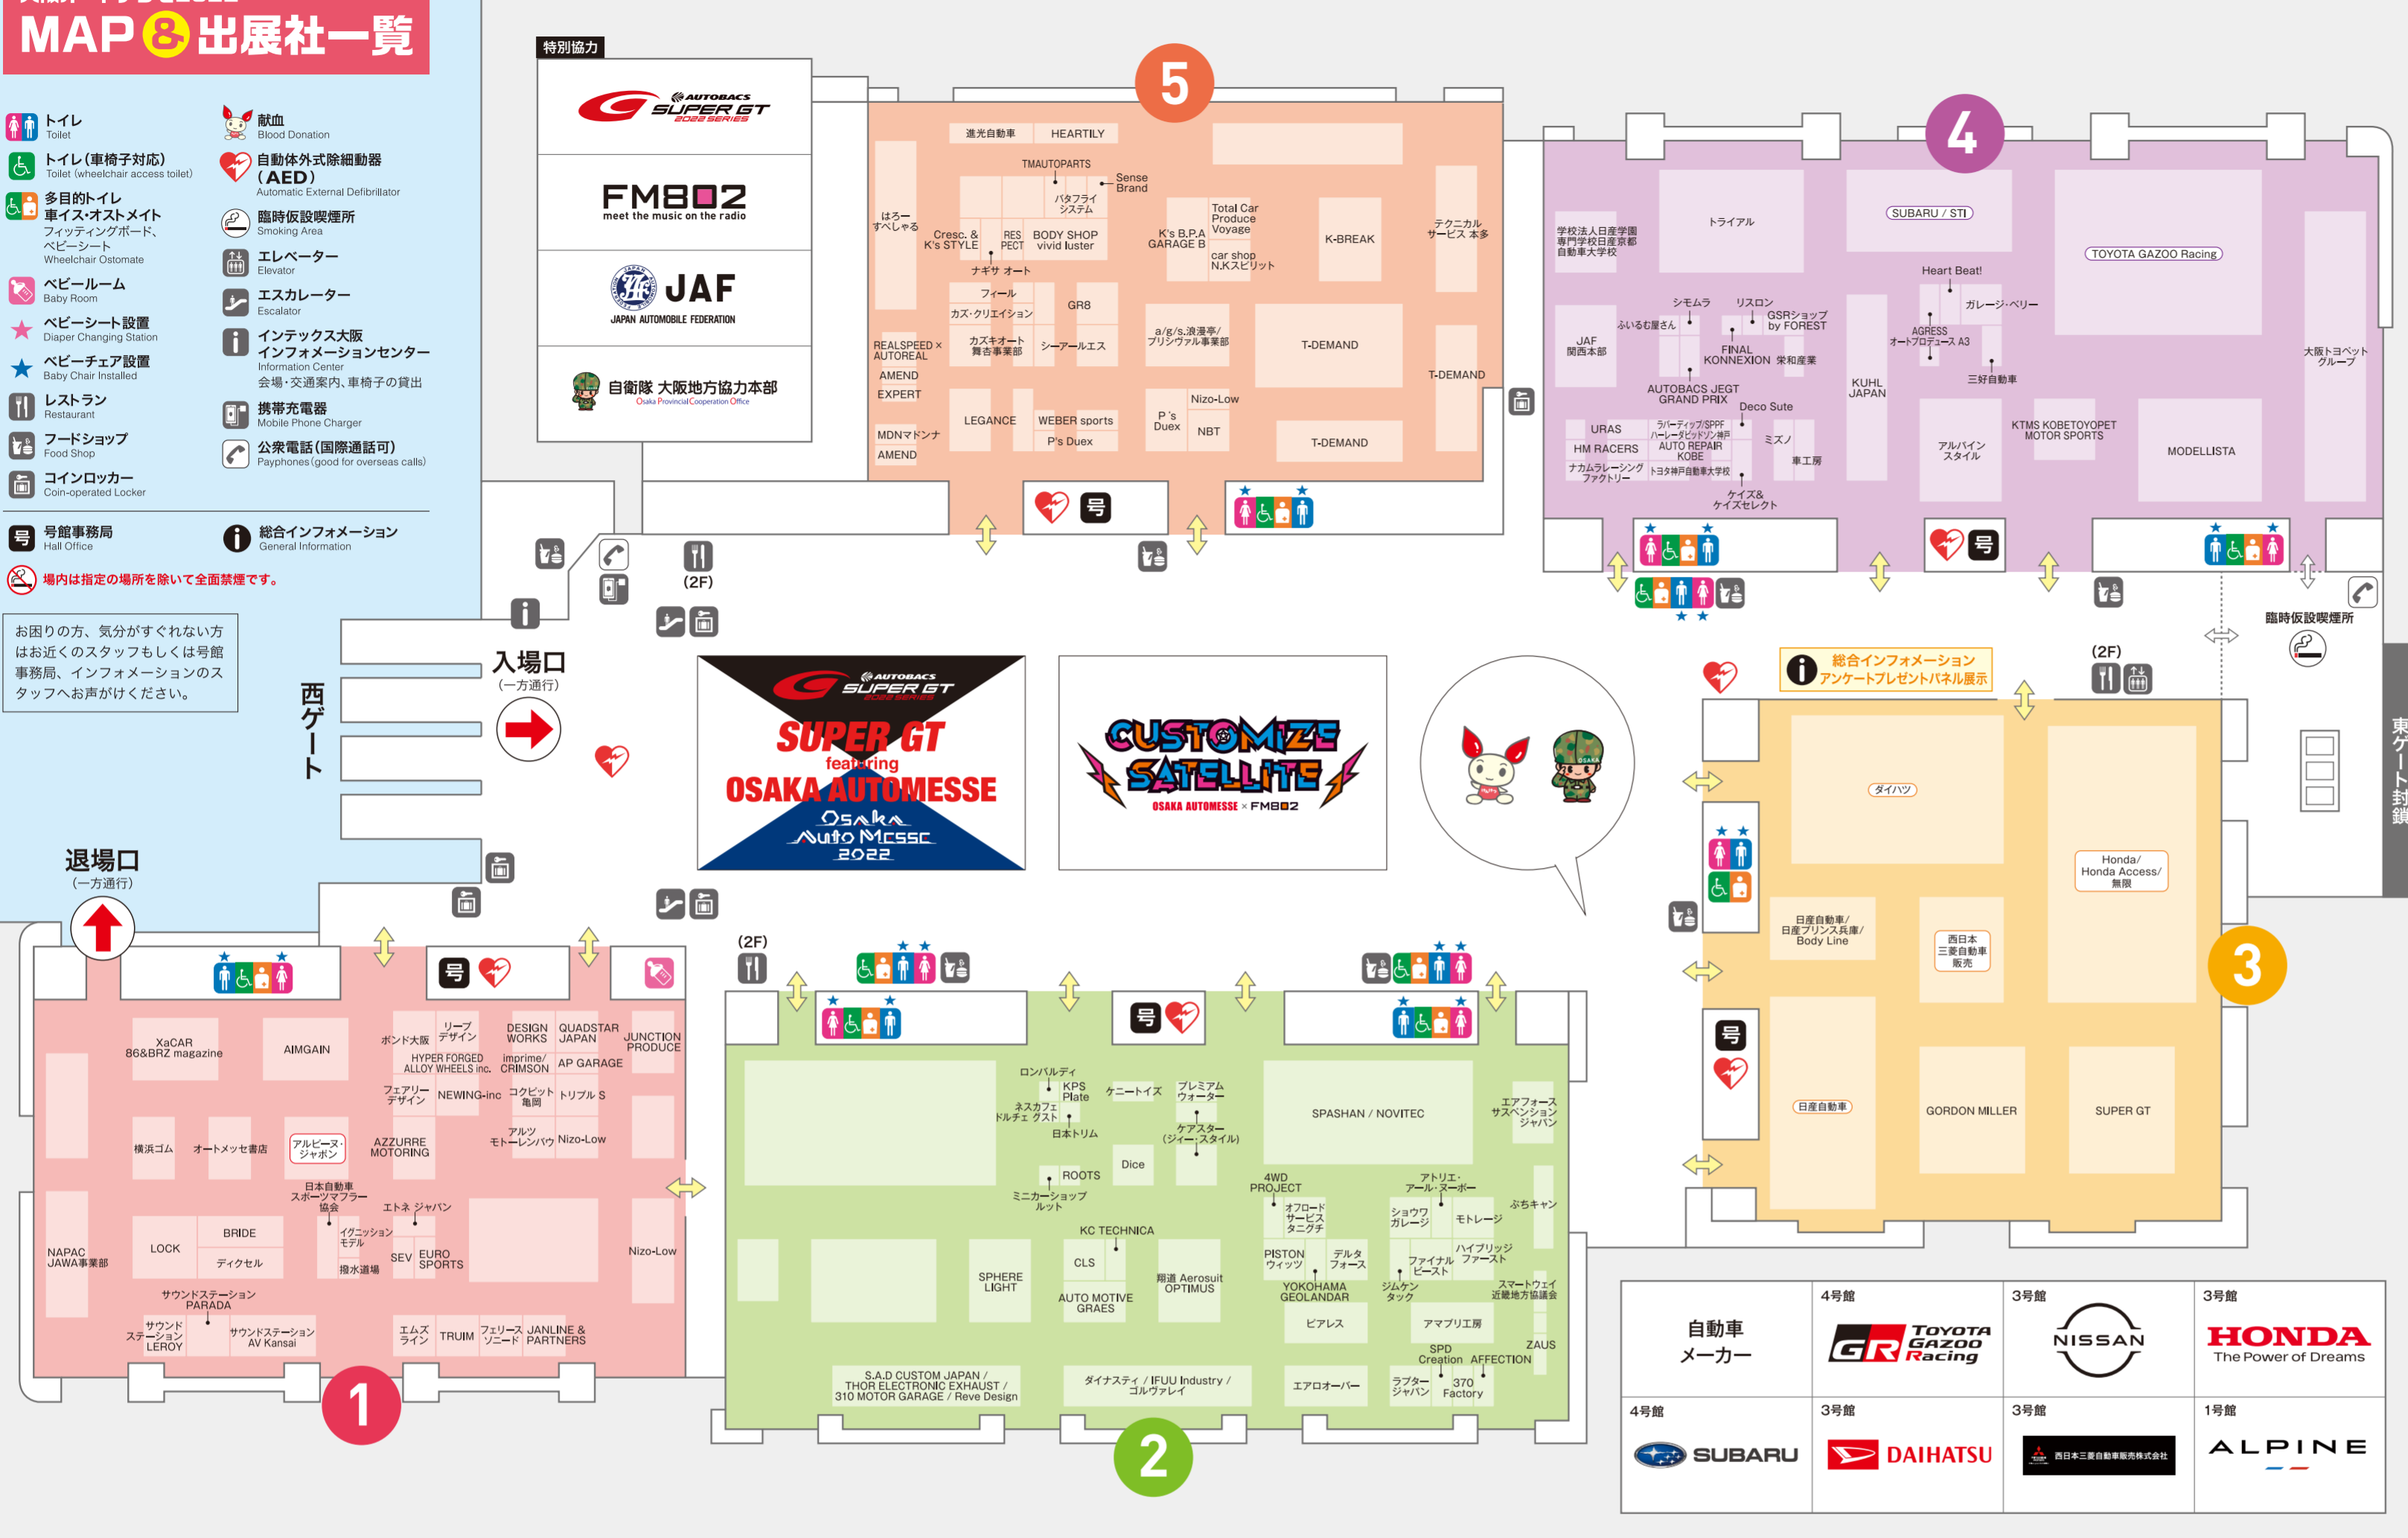 MAP & 出展社一覧
トイレ
Toilet
トイレ(車椅子対応)
Toilet (wheelchair access toilet)
多目的トイレ
車イス・オストメイト
フィッティングボード、
ベビーシート
Wheelchair Ostomate
ベビールーム
Baby Room
ベビーシート設置
Diaper Changing Station
ベビーチェア設置
Baby Chair Installed
レストラン
Restaurant
フードショップ
Food Shop
コインロッカー
Coin-operated Locker
献血
Blood Donation
自動体外式除細動器
(AED)
Automatic External Defibrillator
臨時仮設喫煙所
Smoking Area
エレベーター
Elevator
エスカレーター
Escalator
インテックス大阪
インフォメーションセンター
Information Center
会場・交通案内、車椅子の貸出
携帯充電器
Mobile Phone Charger
公衆電話(国際通話可)
Payphones (good for overseas calls)
号
号館事務局
Hall Office
総合インフォメーション
General Information
場内は指定の場所を除いて全面禁煙です。
お困りの方、気分がすぐれない方
はお近くのスタッフもしくは号館
事務局、インフォメーションのス
タッフへお声がけください。
特別協力
AUTOBACS
SUPER GT
2022 SERIES
FM802
meet the music on the radio
JAF
JAPAN AUTOMOBILE FEDERATION
自衛隊 大阪地方協力本部
Osaka Provincial Cooperation Office
5
進光自動車
HEARTILY
TMAUTOPARTS
Sense
Brand
バタフライ
システム
はろー
すぺしゃる
Cresc. &
K's STYLE
RES
PECT
BODY SHOP
vivid luster
ナギサ オート
K's B.P.A
GARAGE B
Total Car
Produce
Voyage
car shop
N.Kスピリット
K-BREAK
テクニカル
サービス 本多
フィール
カズ・クリエイション
GR8
REALSPEED ×
AUTOREAL
カズキオート
舞杏事業部
シーアールエス
a/g/s.浪漫亭/
ブリシヴァル事業部
T-DEMAND
T-DEMAND
AMEND
EXPERT
LEGANCE
WEBER sports
P's Duex
P's
Duex
Nizo-Low
NBT
T-DEMAND
MDNマドンナ
AMEND
号
(2F)
4
学校法人日産学園
専門学校日産京都
自動車大学校
トライアル
SUBARU / STI
TOYOTA GAZOO Racing
Heart Beat!
ガレージ・ベリー
シモムラ
リスロン
ふいるむ屋さん
GSRショップ
by FOREST
AGRESS
オートプロデュース A3
JAF
関西本部
FINAL
KONNEXION
栄和産業
三好自動車
大阪トヨペット
グループ
KUHL
JAPAN
AUTOBACS JEGT
GRAND PRIX
Deco Sute
URAS
ラバーディップ/SPPF
ハーレーダビッドソン神戸
AUTO REPAIR
KOBE
HM RACERS
ミズノ
車工房
ナカムラレーシング
ファクトリー
トヨタ神戸自動車大学校
ケイズ&
ケイズセレクト
アルパイン
スタイル
KTMS KOBETOYOPET
MOTOR SPORTS
MODELLISTA
号
臨時仮設喫煙所
東ゲート封鎖
西ゲート
入場口
(一方通行)
退場口
(一方通行)
AUTOBACS
SUPER GT
2022 SERIES
SUPER GT
featuring
OSAKA AUTOMESSE
Osaka
Auto Messe
2022
CUSTOMIZE
SATELLITE
OSAKA AUTOMESSE × FM802
OSAKA
総合インフォメーション
アンケートプレゼントパネル展示
(2F)
3
ダイハツ
Honda/
Honda Access/
無限
日産自動車/
日産プリンス兵庫/
Body Line
西日本
三菱自動車
販売
号
日産自動車
GORDON MILLER
SUPER GT
号
XaCAR
86&BRZ magazine
AIMGAIN
ボンド大阪
リーブ
デザイン
DESIGN
WORKS
QUADSTAR
JAPAN
JUNCTION
PRODUCE
HYPER FORGED
ALLOY WHEELS inc.
imprime/
CRIMSON
AP GARAGE
フェアリー
デザイン
NEWING-inc
コクピット
亀岡
トリプル S
横浜ゴム
オートメッセ書店
アルピーヌ・
ジャポン
AZZURRE
MOTORING
アルツ
モトーレンバウ
Nizo-Low
日本自動車
スポーツマフラー
協会
エトネ ジャパン
NAPAC
JAWA事業部
LOCK
BRIDE
ディクセル
イグニッション
モデル
撥水道場
SEV
EURO
SPORTS
Nizo-Low
サウンドステーション
PARADA
サウンド
ステーション
LEROY
サウンドステーション
AV Kansai
エムズ
ライン
TRUIM
フェリース
ソニード
JANLINE &
PARTNERS
1
(2F)
号
ロンバルディ
KPS
Plate
ネスカフェ
ドルチェ グスト
日本トリム
ケニートイズ
プレミアム
ウォーター
ケアスター
(ジィー・スタイル)
Dice
ROOTS
ミニカーショップ
ルット
SPASHAN / NOVITEC
エアフォース
サスペンション
ジャパン
4WD
PROJECT
オフロード
サービス
タニグチ
アトリエ・
アール・ヌーボー
ショウワ
ガレージ
モトレージ
ぷちキャン
KC TECHNICA
CLS
SPHERE
LIGHT
AUTO MOTIVE
GRAES
翔道 Aerosuit
OPTIMUS
PISTON
ウィッツ
デルタ
フォース
YOKOHAMA
GEOLANDAR
ファイナル
ビースト
ハイブリッジ
ファースト
ジムケン
タック
スマートウェイ
近畿地方協議会
ピアレス
アマブリ工房
ZAUS
SPD
Creation
AFFECTION
S.A.D CUSTOM JAPAN /
THOR ELECTRONIC EXHAUST /
310 MOTOR GARAGE / Reve Design
ダイナスティ / IFUU Industry /
ゴルヴァレイ
エアロオーバー
ラプター
ジャパン
370
Factory
2
自動車
メーカー
4号館
GR TOYOTA
GAZOO
Racing
3号館
NISSAN
3号館
HONDA
The Power of Dreams
4号館
SUBARU
3号館
DAIHATSU
3号館
西日本三菱自動車販売株式会社
1号館
ALPINE